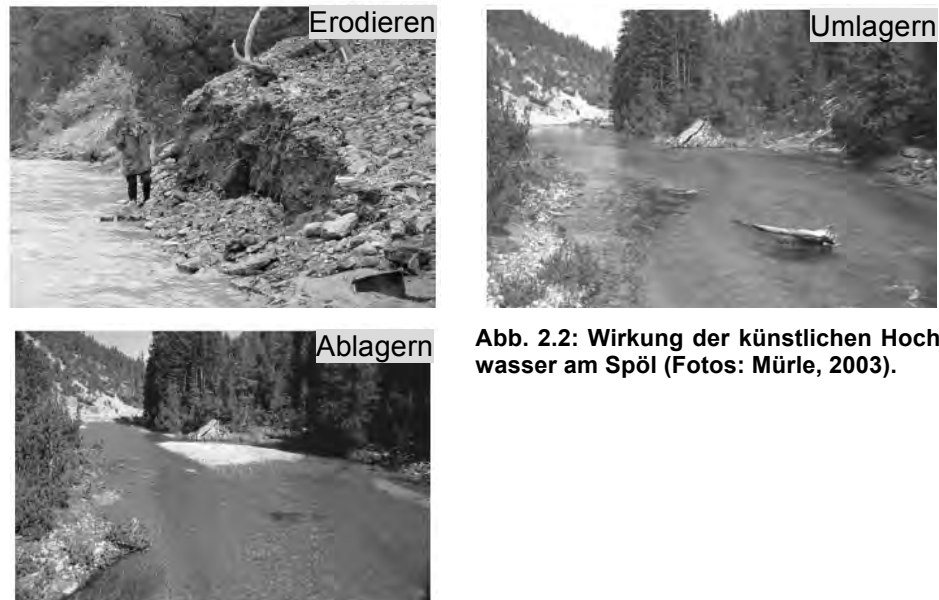 Erodieren
Umlagern
Ablagern
Abb. 2.2: Wirkung der künstlichen Hoch
wasser am Spöl (Fotos: Mürle, 2003).